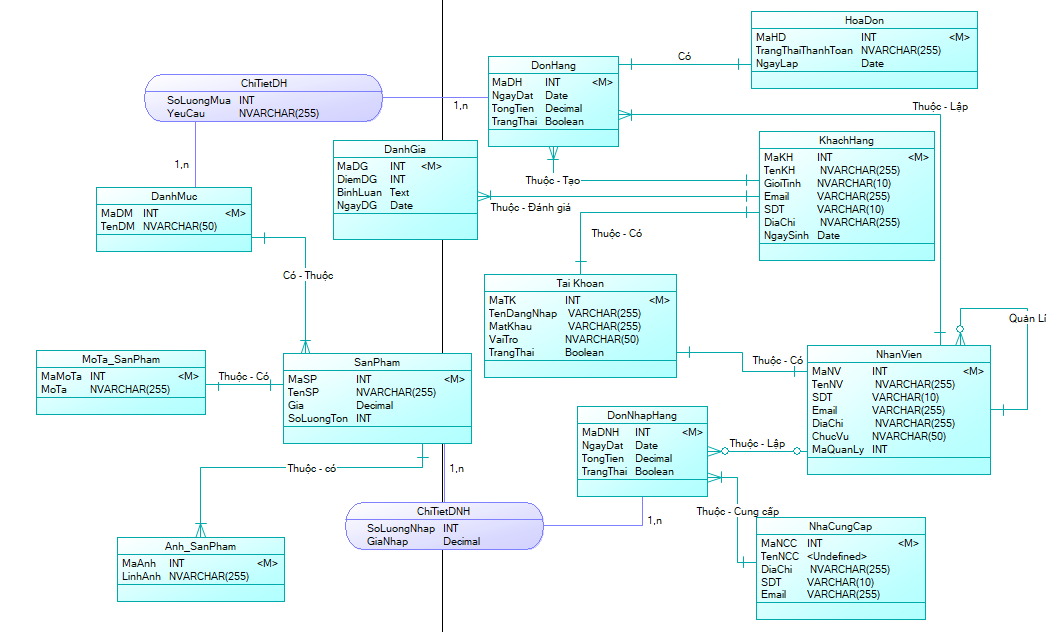 HoaDon
MaHD INT <M>
TrangThaiThanhToan NVARCHAR(255)
NgayLap Date
Có
DonHang
MaDH INT <M>
NgayDat Date
TongTien Decimal
TrangThai Boolean
ChiTietDH
SoLuongMua INT
YeuCau NVARCHAR(255)
1,n
1,n
Thuộc - Lập
KhachHang
MaKH INT <M>
TenKH NVARCHAR(255)
GioiTinh NVARCHAR(10)
Email VARCHAR(255)
SDT VARCHAR(10)
DiaChi NVARCHAR(255)
NgaySinh Date
DanhGia
MaDG INT <M>
DiemDG INT
BinhLuan Text
NgayDG Date
Thuộc - Tạo
Thuộc - Đánh giá
Thuộc - Có
DanhMuc
MaDM INT <M>
TenDM NVARCHAR(50)
Có - Thuộc
Tai Khoan
MaTK INT <M>
TenDangNhap VARCHAR(255)
MatKhau VARCHAR(255)
VaiTro NVARCHAR(50)
TrangThai Boolean
Quản Lí
Thuộc - Có
NhanVien
MaNV INT <M>
TenNV NVARCHAR(255)
SDT VARCHAR(10)
Email VARCHAR(255)
DiaChi NVARCHAR(255)
ChucVu NVARCHAR(50)
MaQuanLy INT
MoTa_SanPham
MaMoTa INT <M>
MoTa NVARCHAR(255)
Thuộc - Có
SanPham
MaSP INT <M>
TenSP NVARCHAR(255)
Gia Decimal
SoLuongTon INT
DonNhapHang
MaDNH INT <M>
NgayDat Date
TongTien Decimal
TrangThai Boolean
Thuộc - Lập
Thuộc - có
1,n
ChiTietDNH
SoLuongNhap INT
GiaNhap Decimal
1,n
Thuộc - Cung cấp
NhaCungCap
MaNCC INT <M>
TenNCC <Undefined>
DiaChi NVARCHAR(255)
SDT VARCHAR(10)
Email VARCHAR(255)
Anh_SanPham
MaAnh INT <M>
LinhAnh NVARCHAR(255)